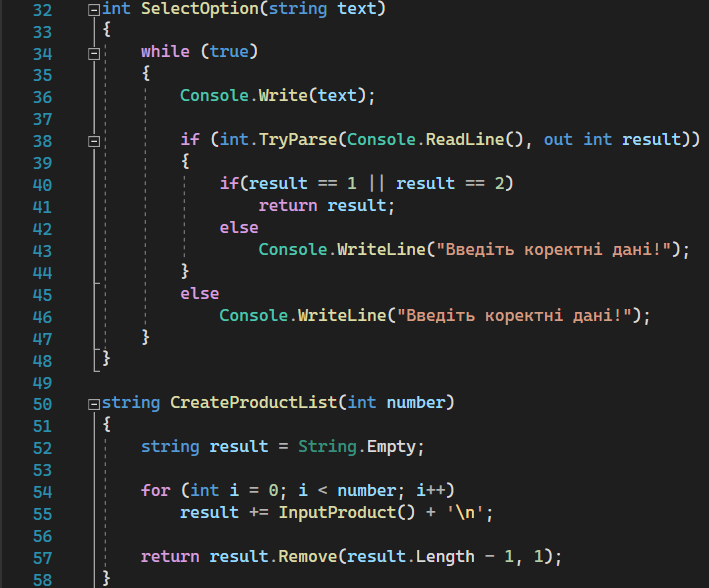 32 int SelectOption(string text)
33 {
34 while (true)
35 {
36 Console.Write(text);
37
38 if (int.TryParse(Console.ReadLine(), out int result))
39 {
40 if(result == 1 || result == 2)
41 return result;
42 else
43 Console.WriteLine("Введіть коректні дані!");
44 }
45 else
46 Console.WriteLine("Введіть коректні дані!");
47 }
48 }
49
50 string CreateProductList(int number)
51 {
52 string result = String.Empty;
53
54 for (int i = 0; i < number; i++)
55 result += InputProduct() + '\n';
56
57 return result.Remove(result.Length - 1, 1);
58 }